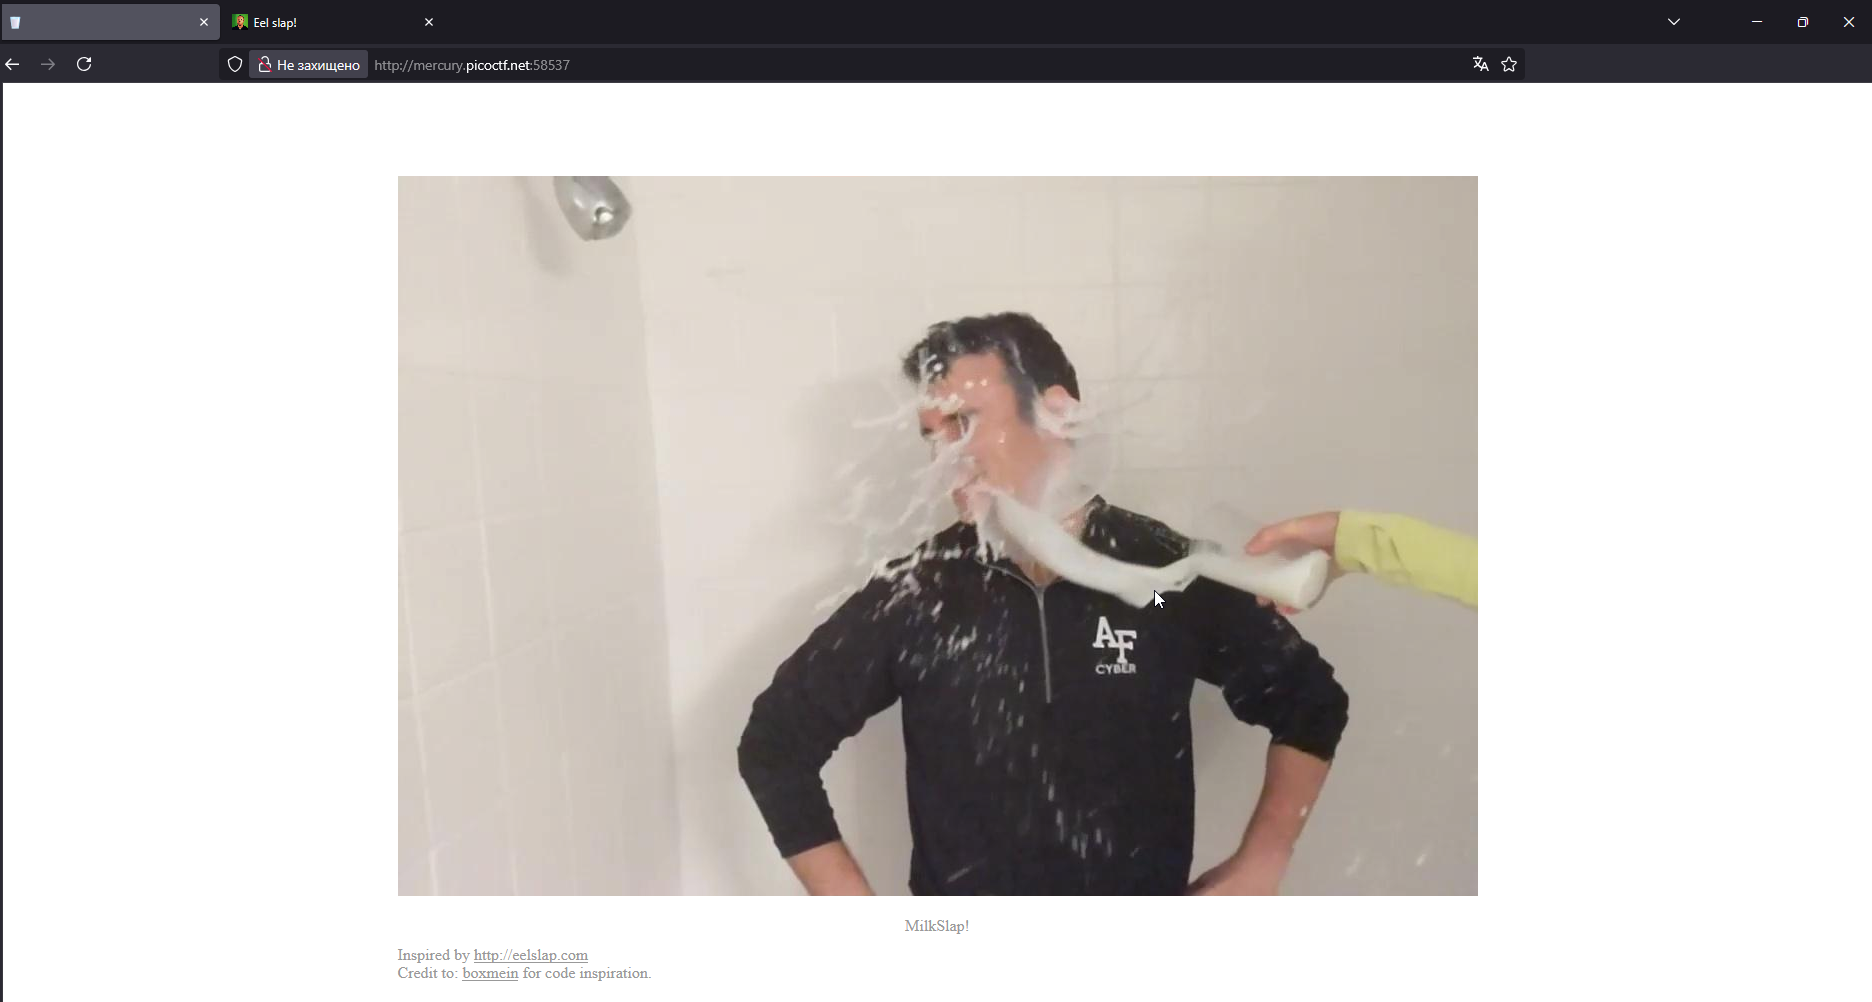 Eel slap!
Не захищено
http://mercury.picoctf.net:58537
AF
CYBER
MilkSlap!
Inspired by http://eelslap.com
Credit to: boxmein for code inspiration.